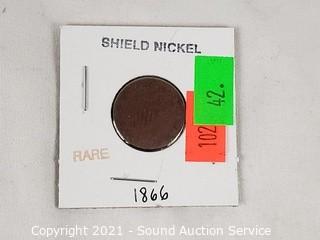 SHIELD NICKEL
42.
102
RARE
1866
Copyright 2021 - Sound Auction Service